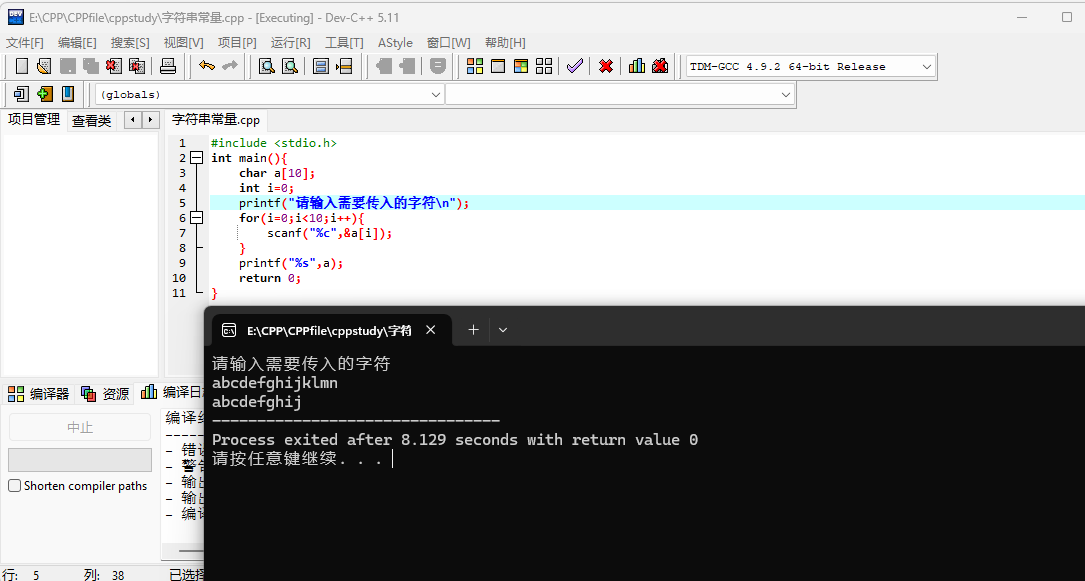 E:\CPP\CPPfile\cppstudy\字符串常量.cpp - [Executing] - Dev-C++ 5.11
文件[F] 编辑[E] 搜索[S] 视图[V] 项目[P] 运行[R] 工具[T] AStyle 窗口[W] 帮助[H]
TDM-GCC 4.9.2 64-bit Release
(globals)
项目管理 查看类 字符串常量.cpp
1 #include <stdio.h>
2 int main(){
3 char a[10];
4 int i=0;
5 printf("请输入需要传入的字符\n");
6 for(i=0;i<10;i++){
7 scanf("%c",&a[i]);
8 }
9 printf("%s",a);
10 return 0;
11 }
E:\CPP\CPPfile\cppstudy\字符
请输入需要传入的字符
abcdefghijklmn
abcdefghij
--------------------------------
Process exited after 8.129 seconds with return value 0
请按任意键继续. . .
编译器 资源 编译日
中止
Shorten compiler paths
编译
--------
- 错
- 警
- 输
- 输
- 编
行: 5 列: 38 已选择